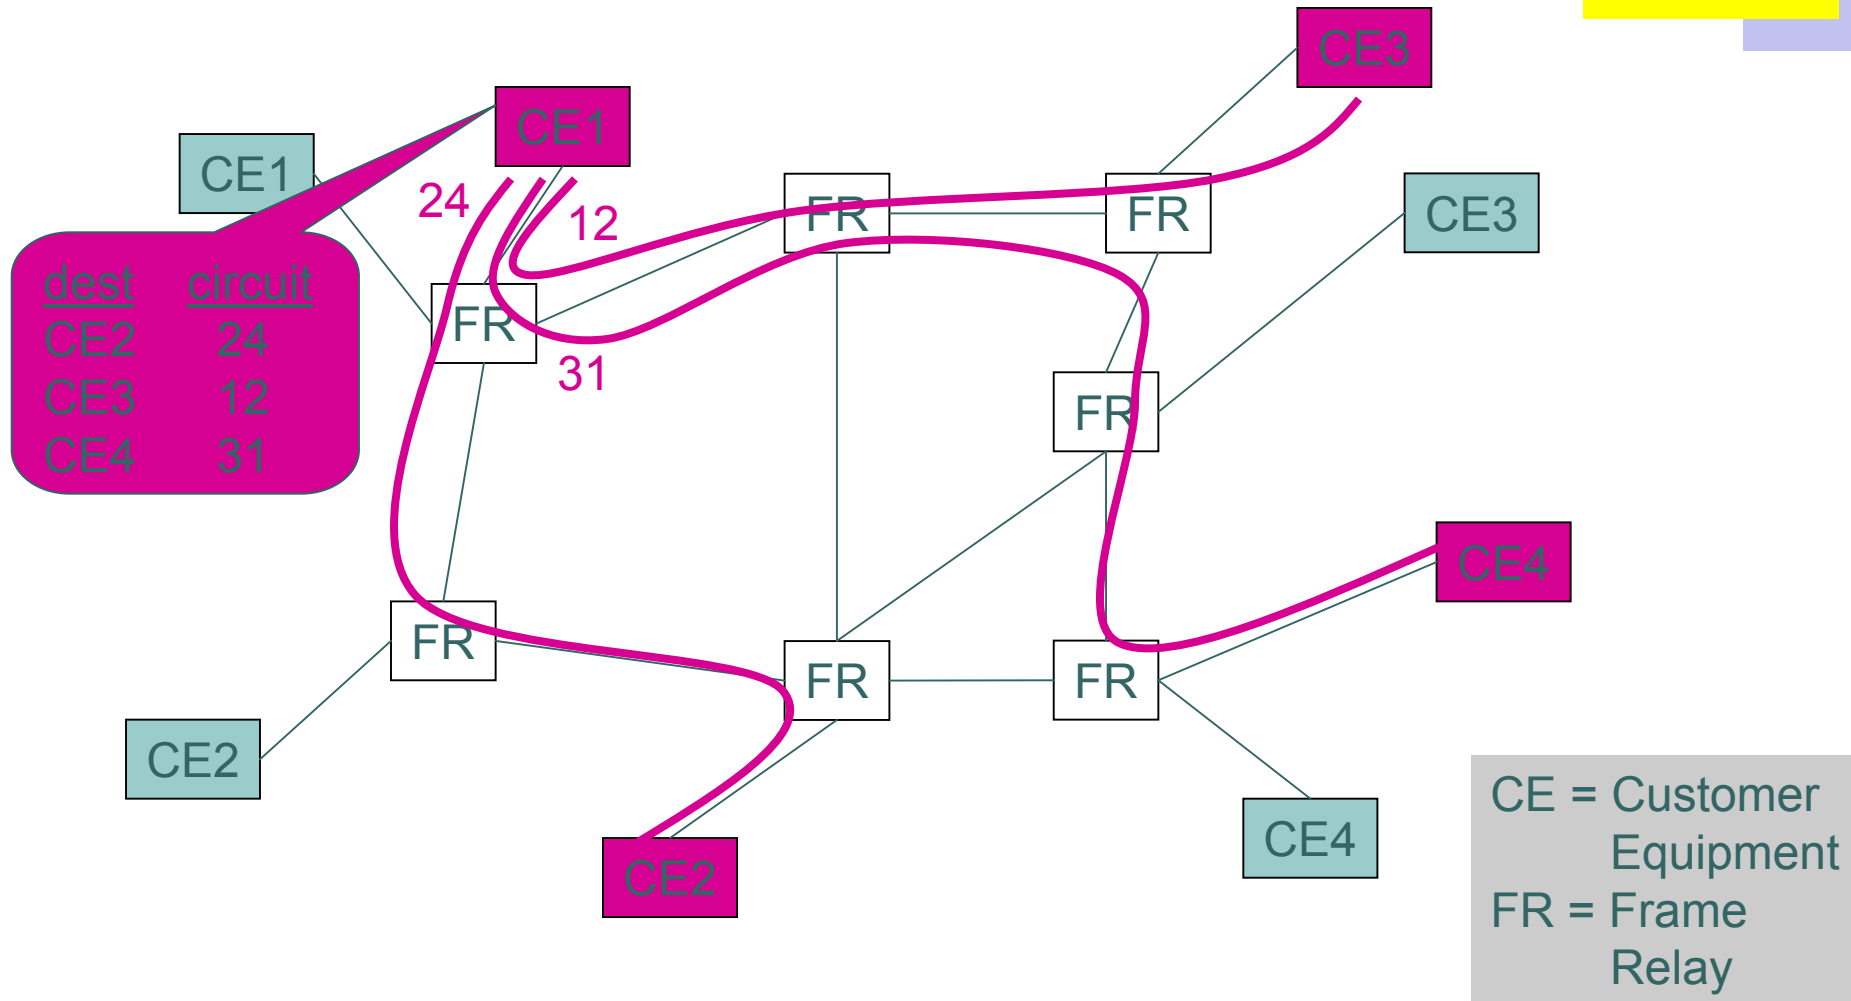 CE3
CE1
CE1
24
12
FR
FR
CE3
dest circuit
CE2 24
CE3 12
CE4 31
FR
31
FR
CE4
FR
FR
FR
CE2
CE4
CE2
CE = Customer
Equipment
FR = Frame
Relay